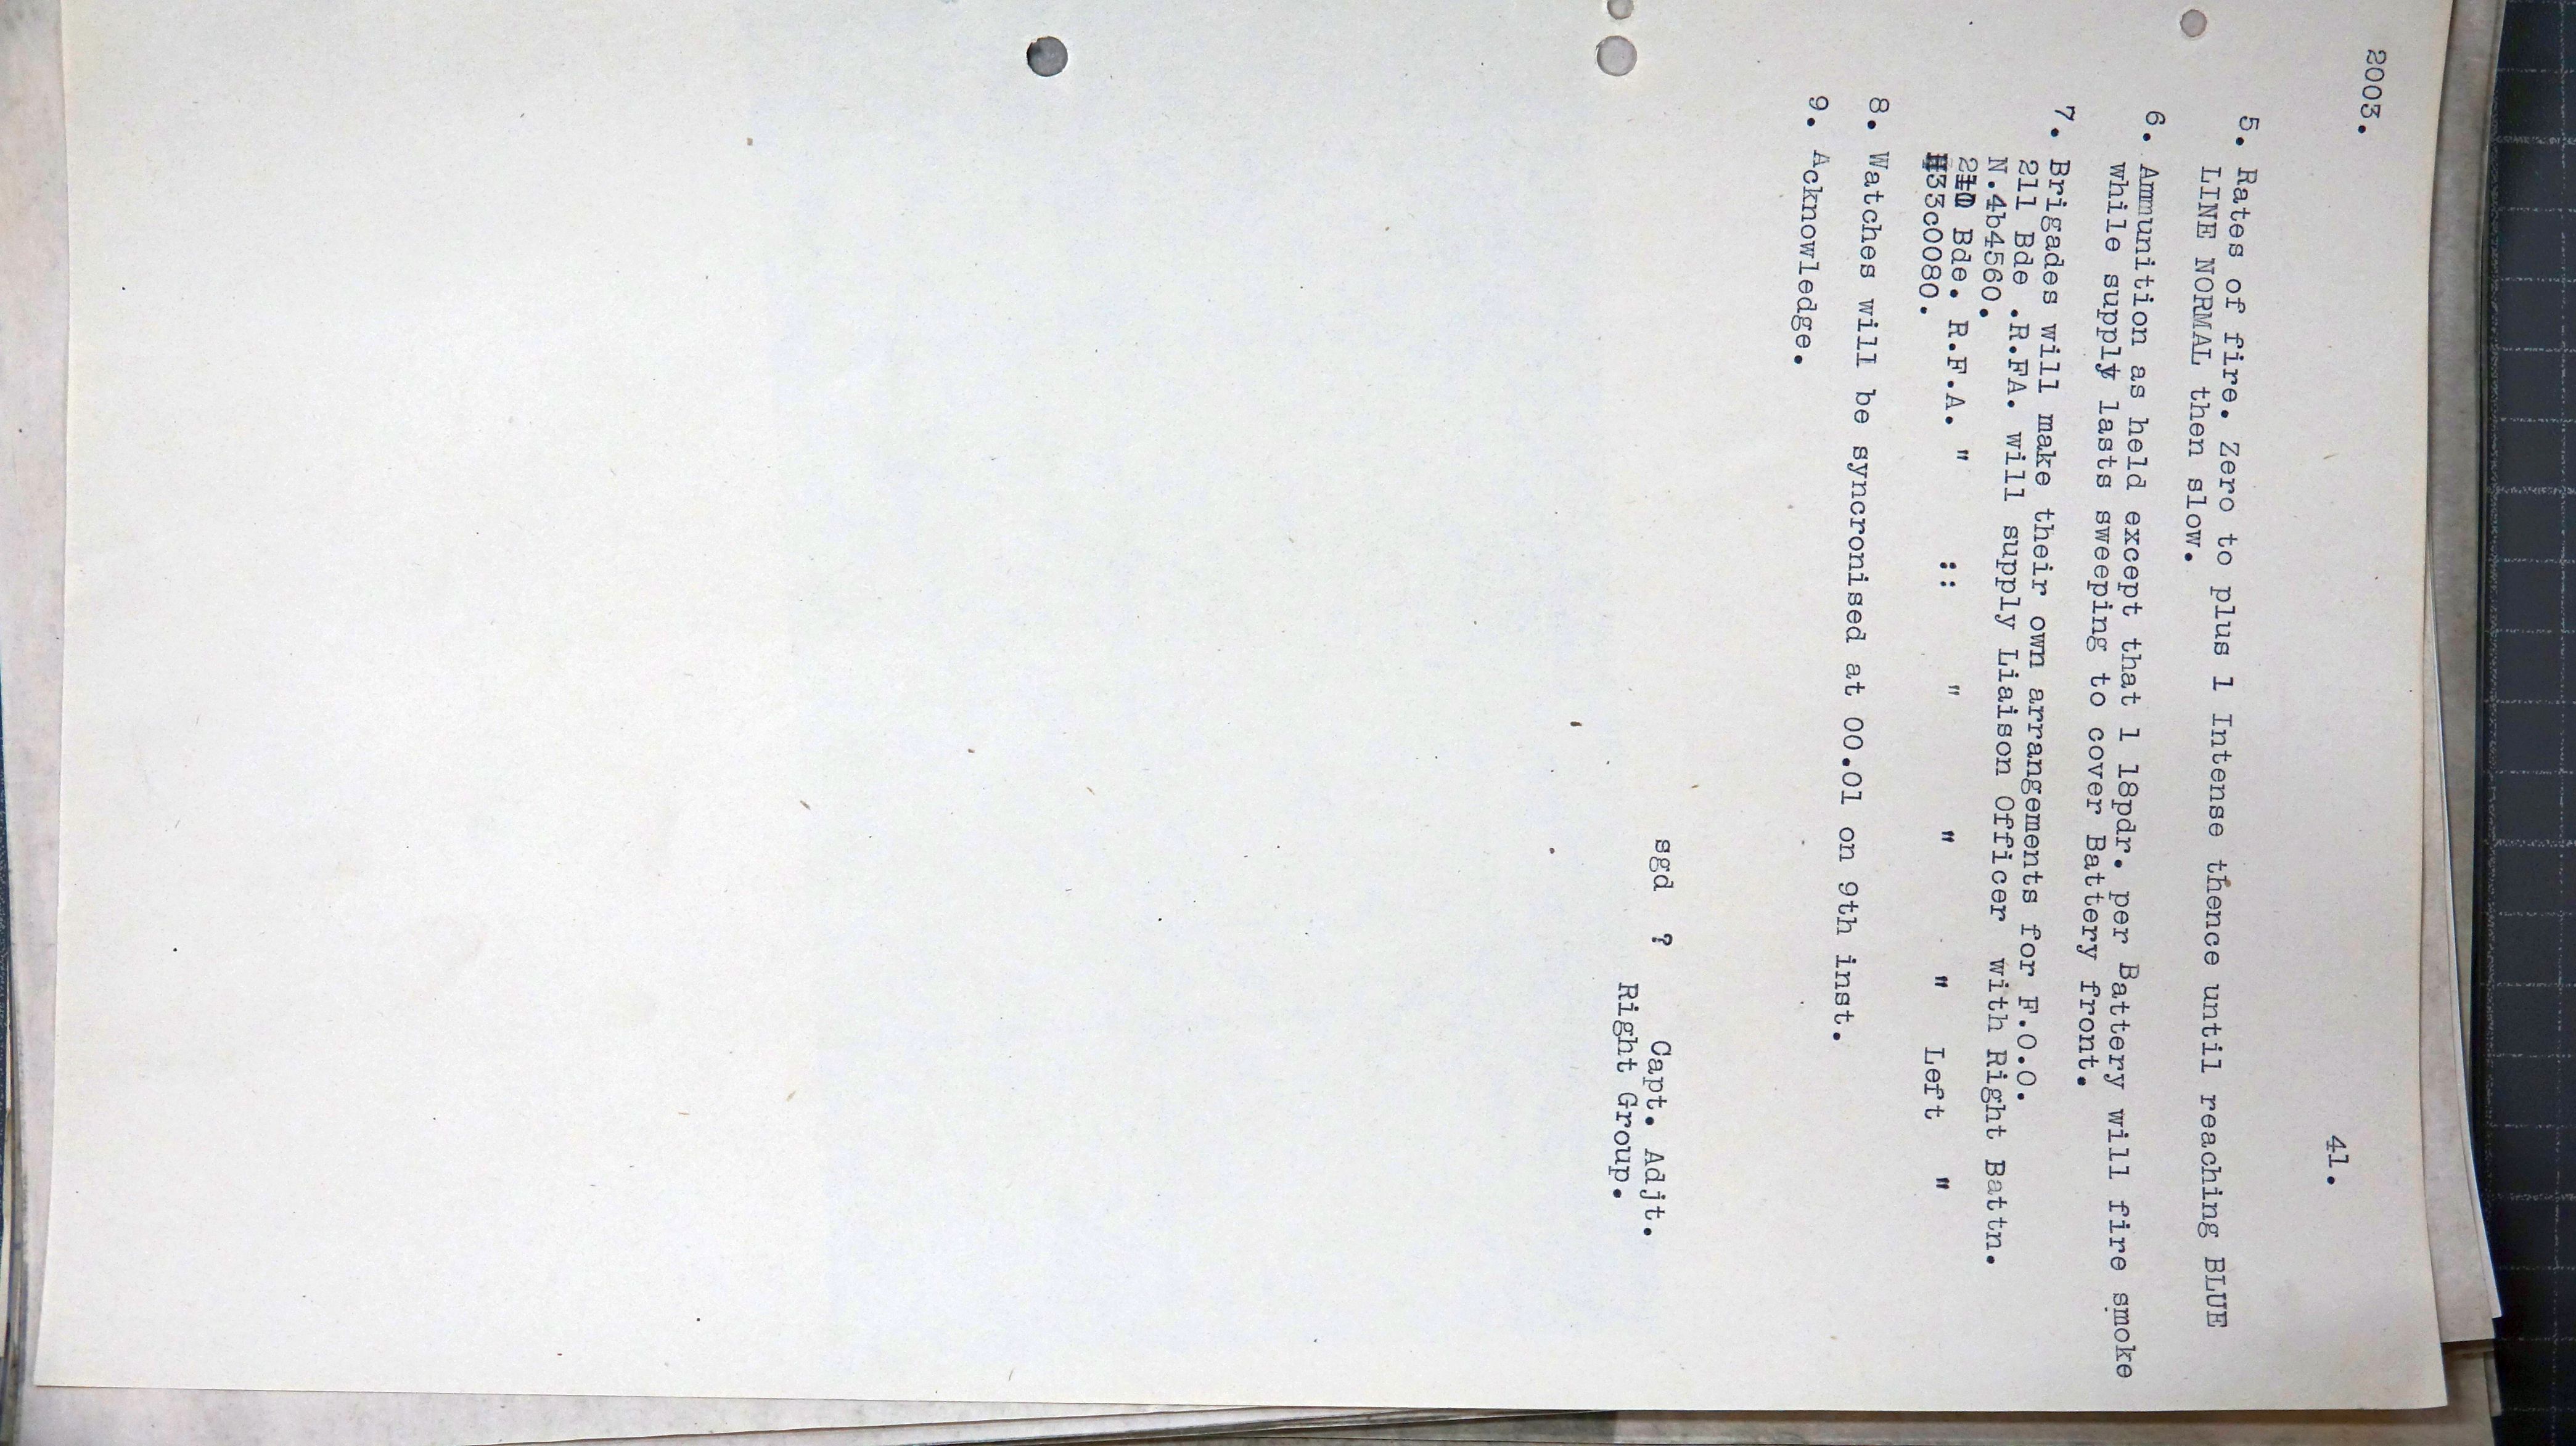 2003.
41.
5. Rates of fire. Zero to plus 1 Intense thence until reaching BLUE
LINE NORMAL then slow.
6. Ammunition as held except that 1 18pdr. per Battery will fire smoke
while supply lasts sweeping to cover Battery front.
7. Brigades will make their own arrangements for F.O.O.
211 Bde .R.FA. will supply Liaison Officer with Right Battn.
N.4b4560.
210 Bde. R.F.A. " :: " " " Left "
H33c0080.
8. Watches will be syncronised at 00.01 on 9th inst.
9. Acknowledge.
sgd ? Capt. Adjt.
Right Group.